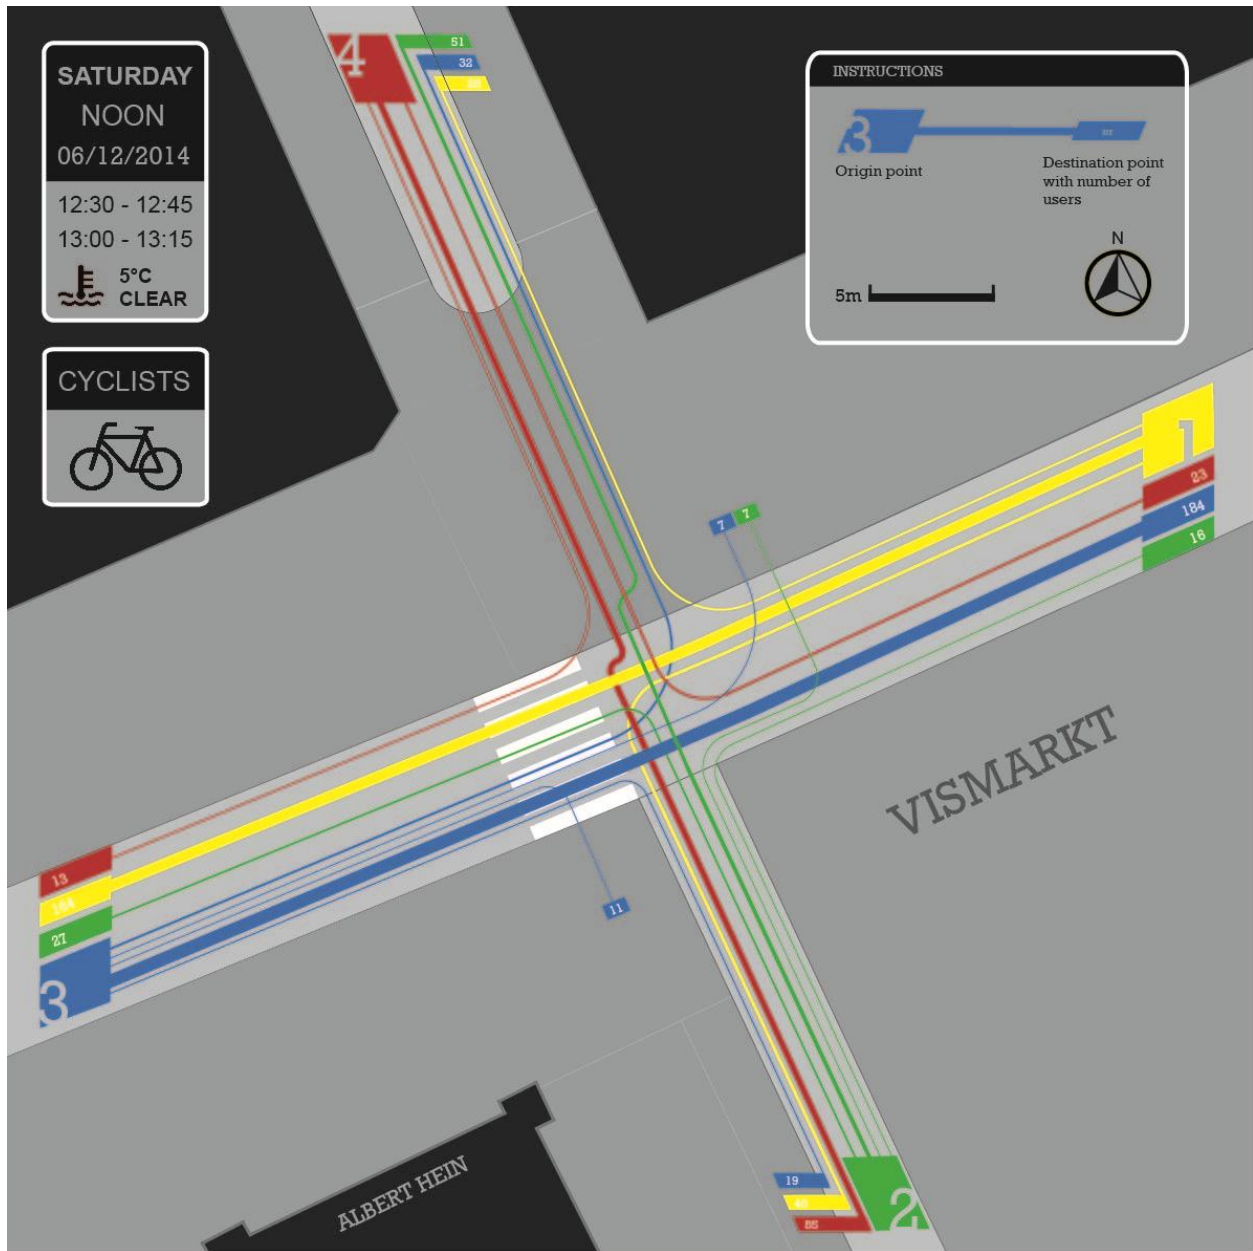 SATURDAY
NOON
06/12/2014
12:30 - 12:45
13:00 - 13:15
5°C
CLEAR
CYCLISTS
4
51
32
INSTRUCTIONS
3
Origin point
Destination point
with number of
users
N
5m
1
23
184
16
7
7
VISMARKT
13
164
27
3
11
19
85
2
ALBERT HEIN